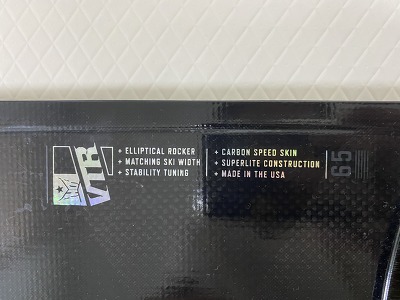 VTR
+ ELLIPTICAL ROCKER
+ MATCHING SKI WIDTH
+ STABILITY TUNING
+ CARBON SPEED SKIN
+ SUPERLITE CONSTRUCTION
+ MADE IN THE USA
65